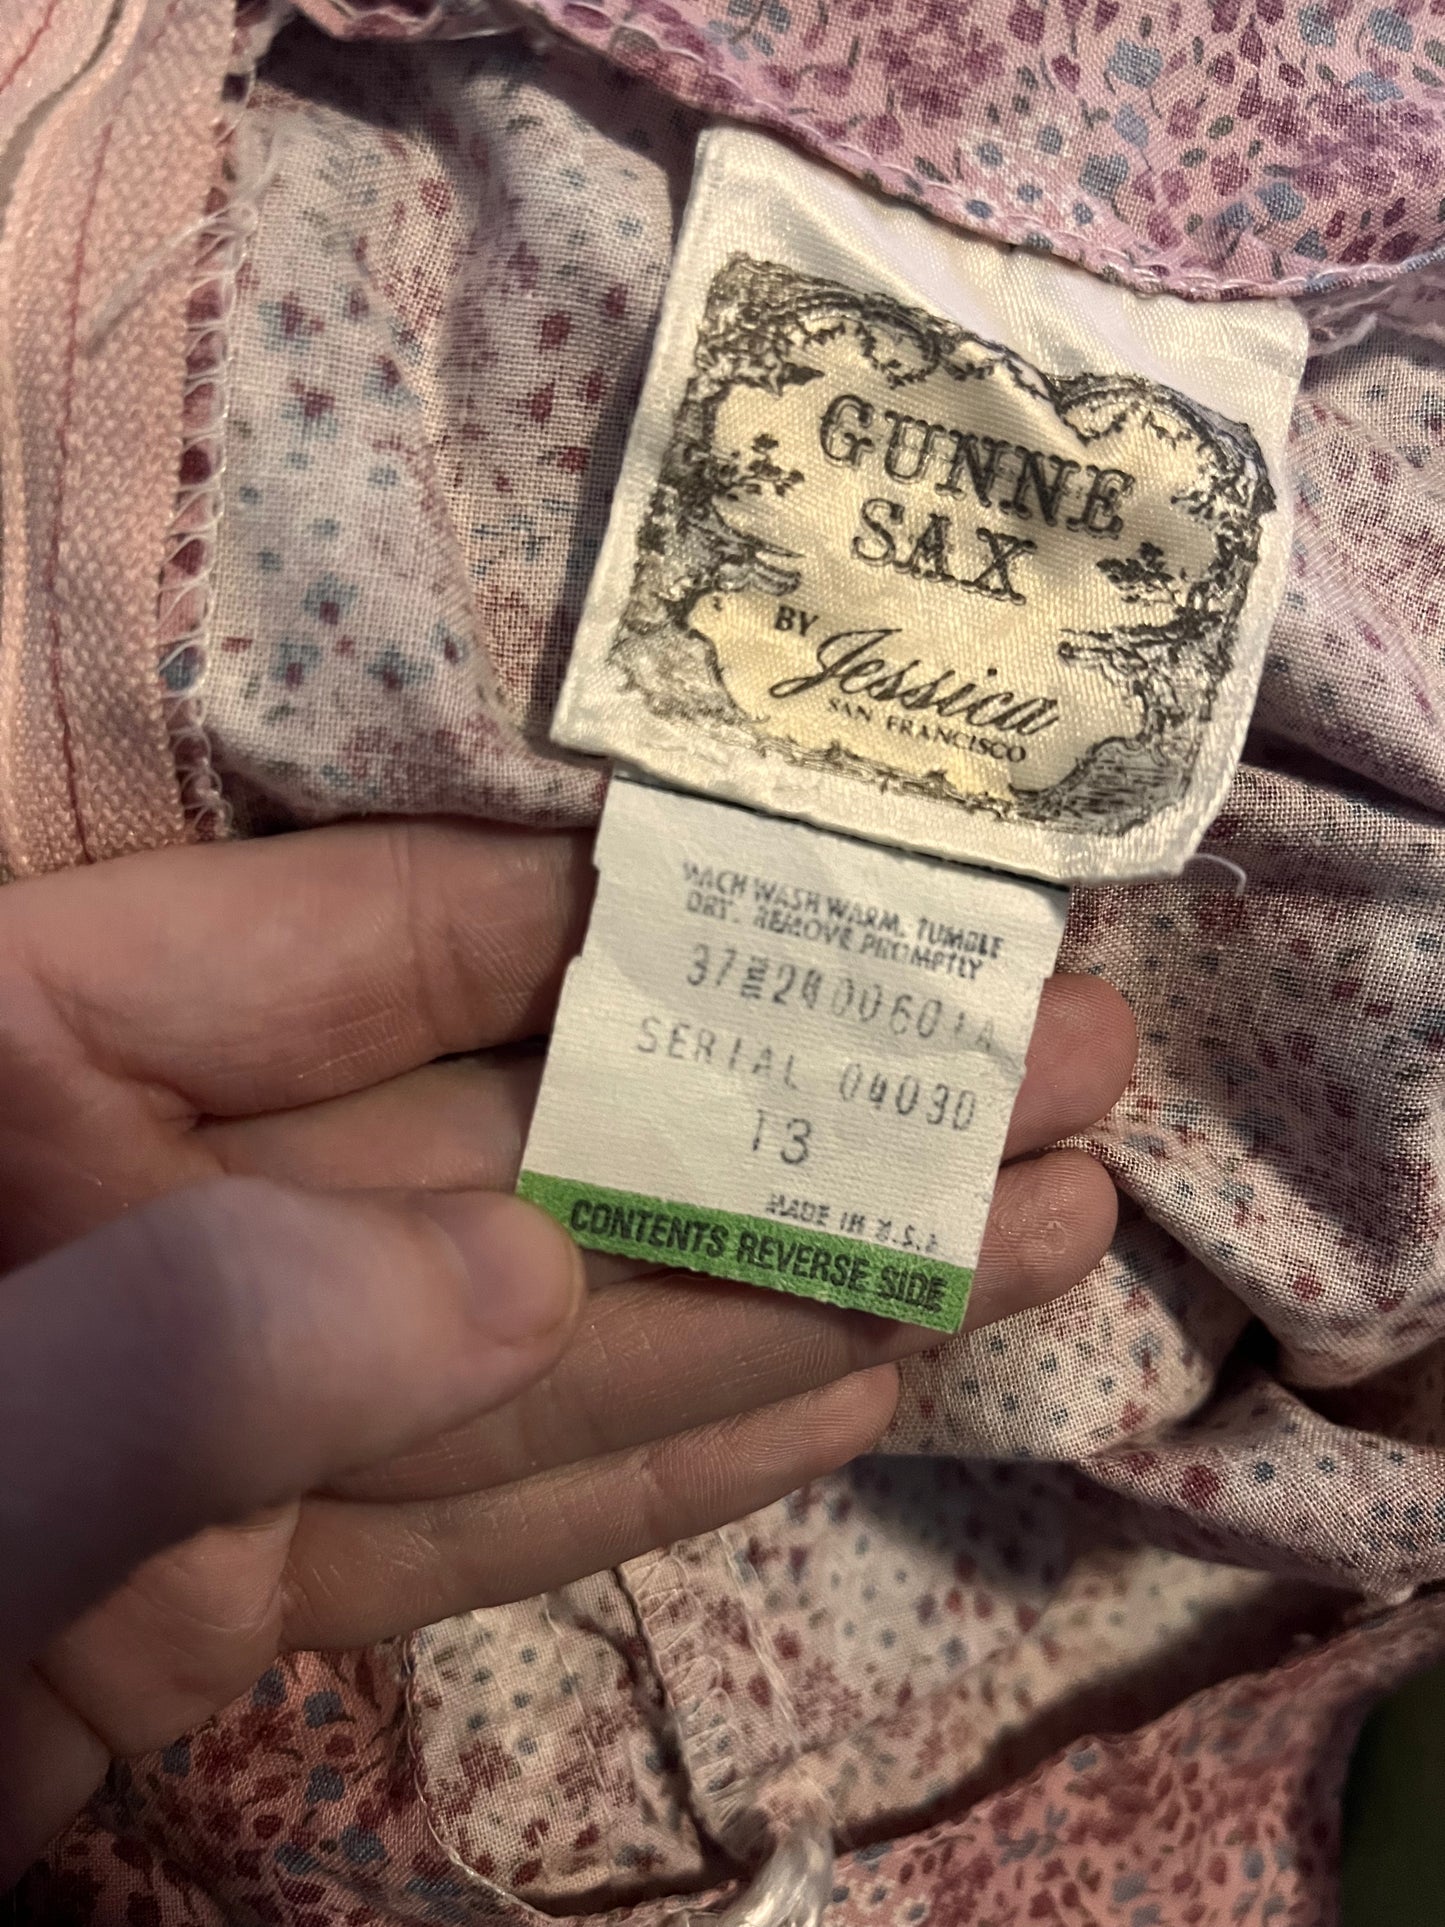 GUNNE
SAX
BY Jessica
SAN FRANCISCO
MACH WASH WARM. TUMBLE
DRY. REMOVE PROMPTLY
SERIAL 04030
13
MADE IN U.S.A
CONTENTS REVERSE SIDE